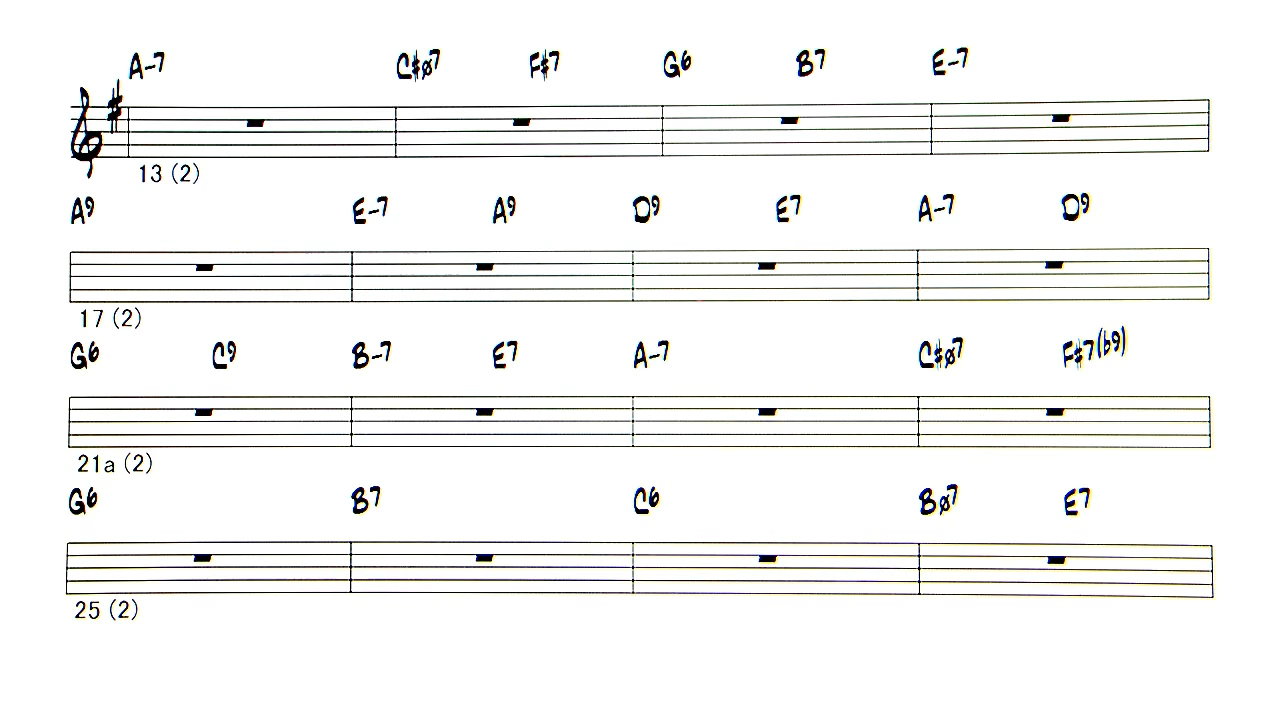 A-7 C#ø7 F#7 G6 B7 E-7
13 (2)
A9 E-7 A9 D9 E7 A-7 D9
17 (2)
G6 C9 B-7 E7 A-7 C#ø7 F#7(b9)
21a (2)
G6 B7 C6 Bø7 E7
25 (2)